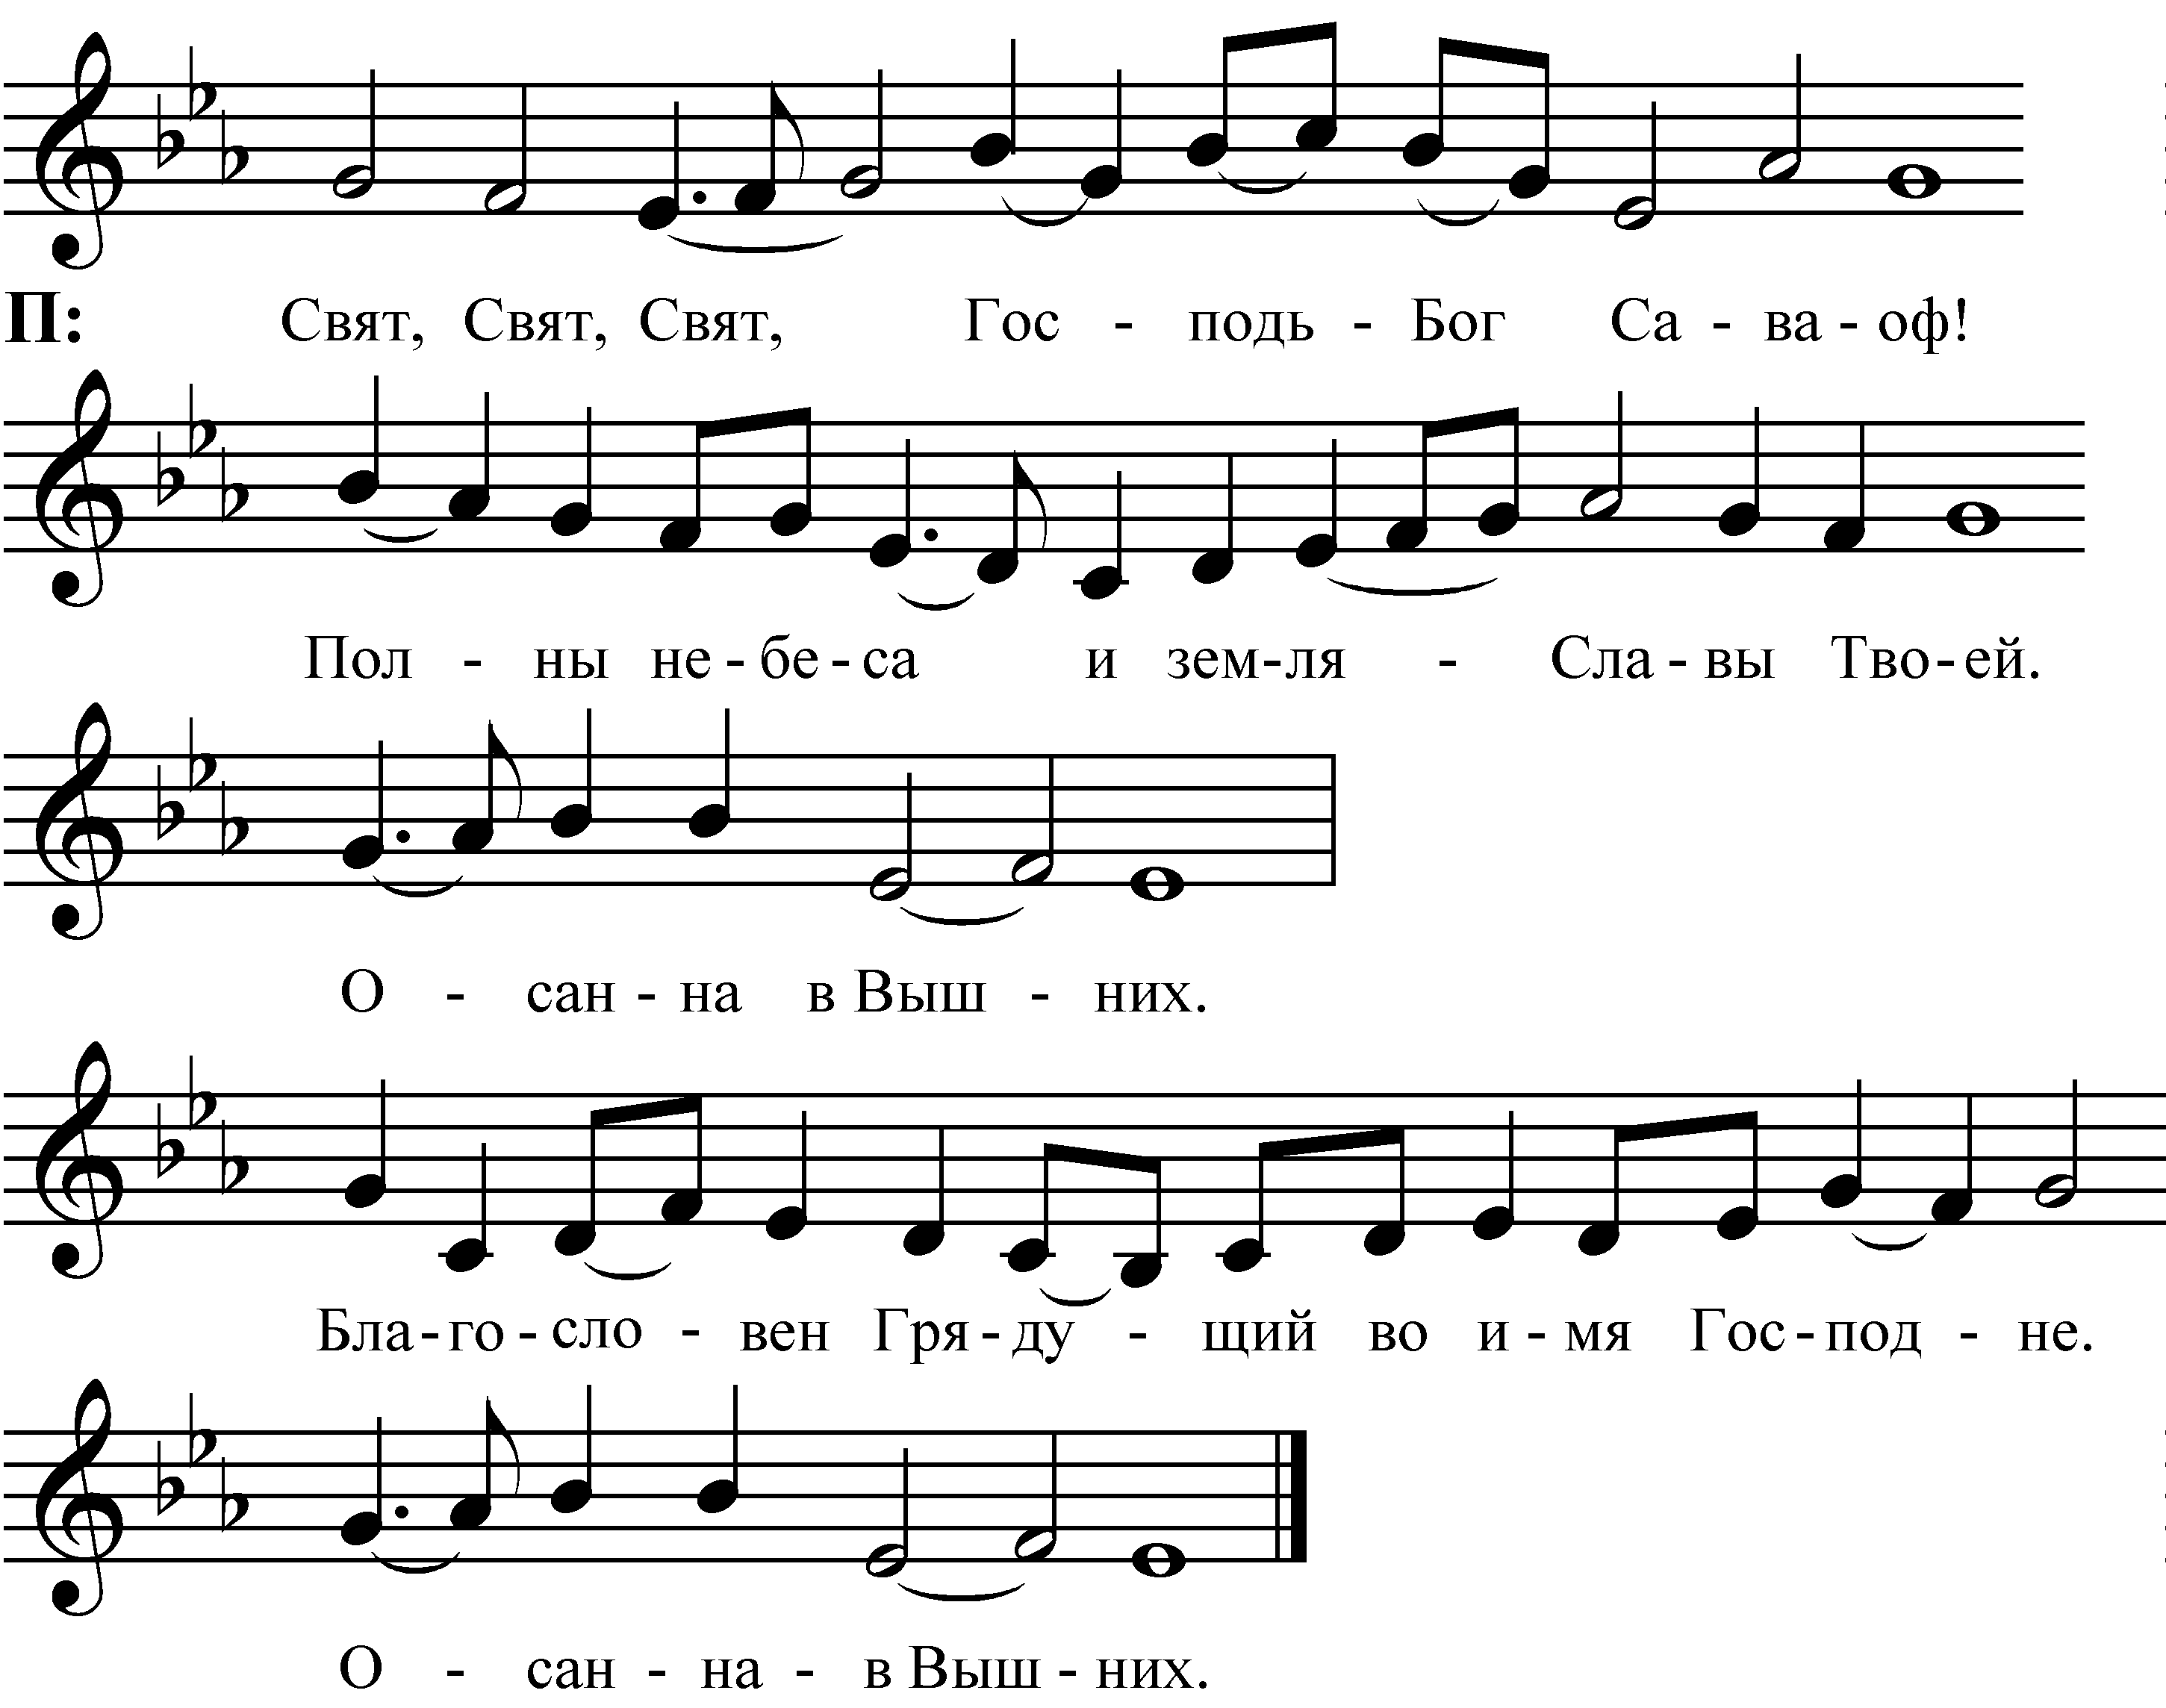 П: Свят, Свят, Свят, Гос - подь - Бог Са - ва - оф!
Пол - ны не - бе - са и зем - ля - Сла - вы Тво - ей.
О - сан - на в Выш - них.
Бла - го - сло - вен Гря - ду - щий во и - мя Гос - под - не.
О - сан - на - в Выш - них.